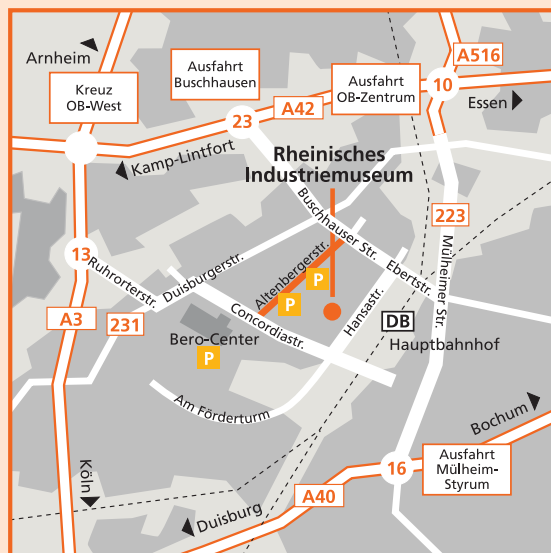 Arnheim
Kreuz
OB-West
Ausfahrt
Buschhausen
Ausfahrt
OB-Zentrum
A516
10
Essen
A42
23
Kamp-Lintfort
Rheinisches
Industriemuseum
223
Buschhauser Str.
Mülheimer Str.
13
Ruhrorterstr.
Duisburgerstr.
Altenbergerstr.
Ebertstr.
P
P
A3
231
Concordiastr.
Hansastr.
DB
Hauptbahnhof
Bero-Center
P
Am Förderturm
Bochum
Köln
16
Ausfahrt
Mülheim-
Styrum
A40
Duisburg